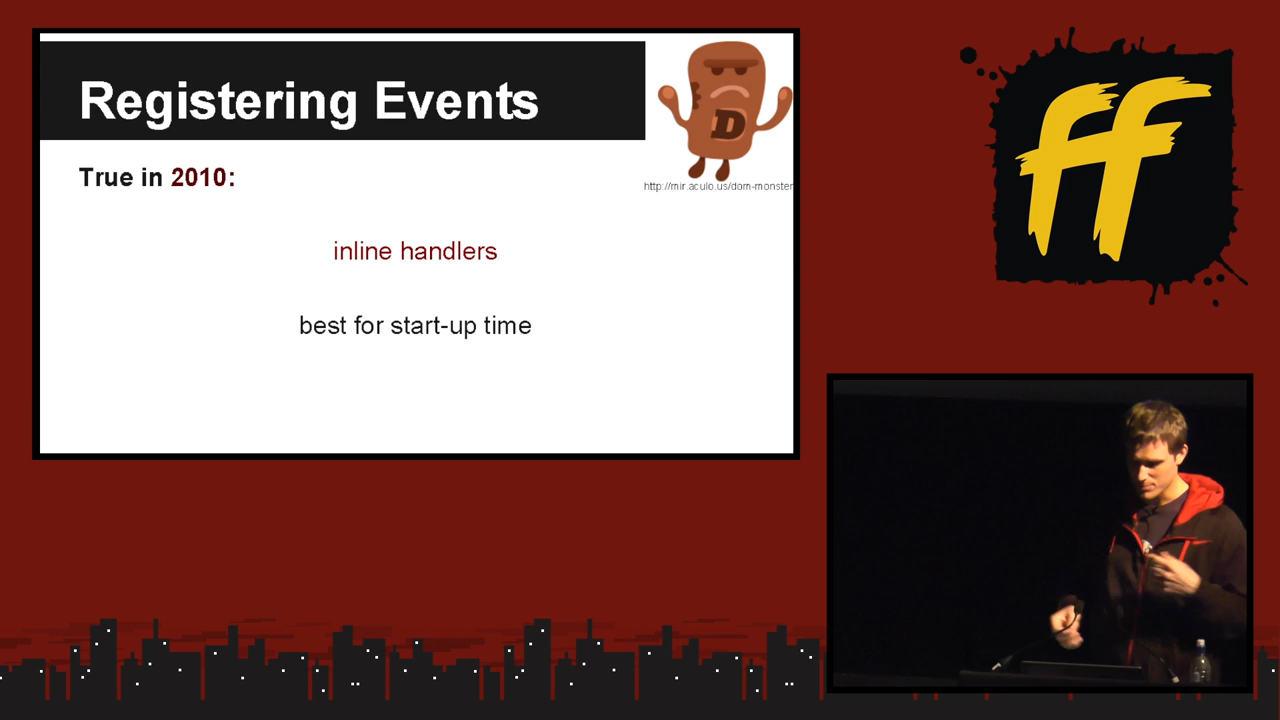 Registering Events
D
http://mir.aculo.us/dom-monster
True in 2010:
inline handlers
best for start-up time
ff